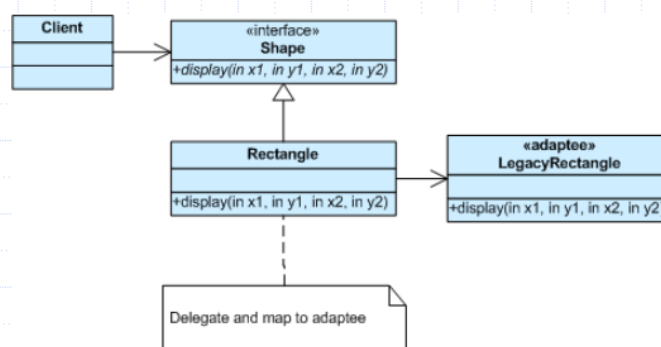 Client
«interface»
Shape
+display(in x1, in y1, in x2, in y2)
Rectangle
+display(in x1, in y1, in x2, in y2)
«adaptee»
LegacyRectangle
+display(in x1, in y1, in x2, in y2
Delegate and map to adaptee